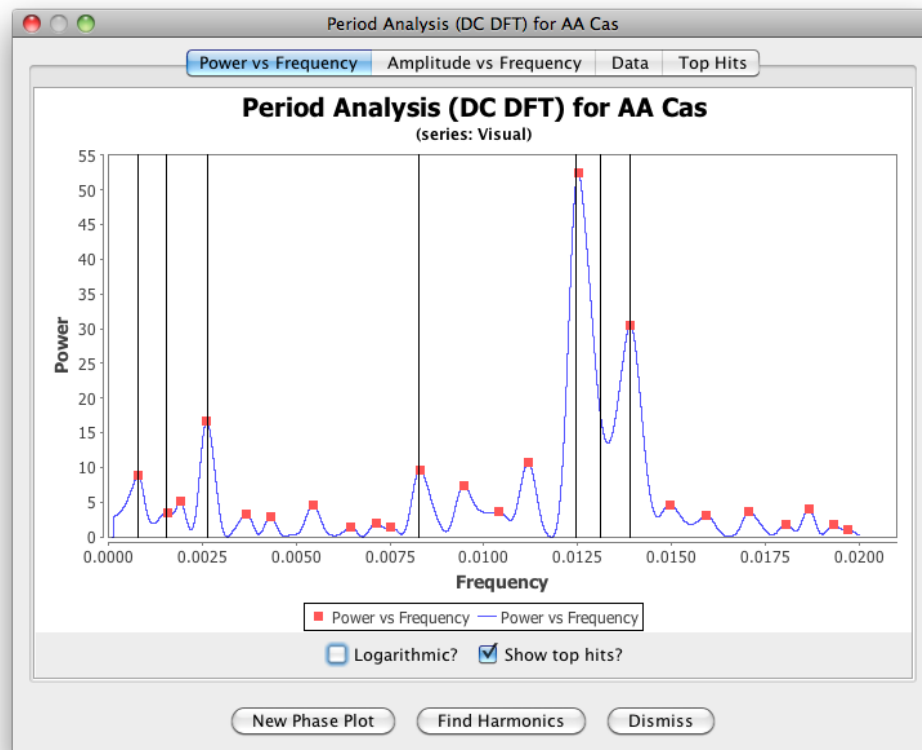 Period Analysis (DC DFT) for AA Cas
Power vs Frequency Amplitude vs Frequency Data Top Hits
Period Analysis (DC DFT) for AA Cas
(series: Visual)
55
50
45
40
35
30
25
20
15
10
5
0
Power
0.0000 0.0025 0.0050 0.0075 0.0100 0.0125 0.0150 0.0175 0.0200
Frequency
Power vs Frequency Power vs Frequency
Logarithmic? Show top hits?
New Phase Plot Find Harmonics Dismiss